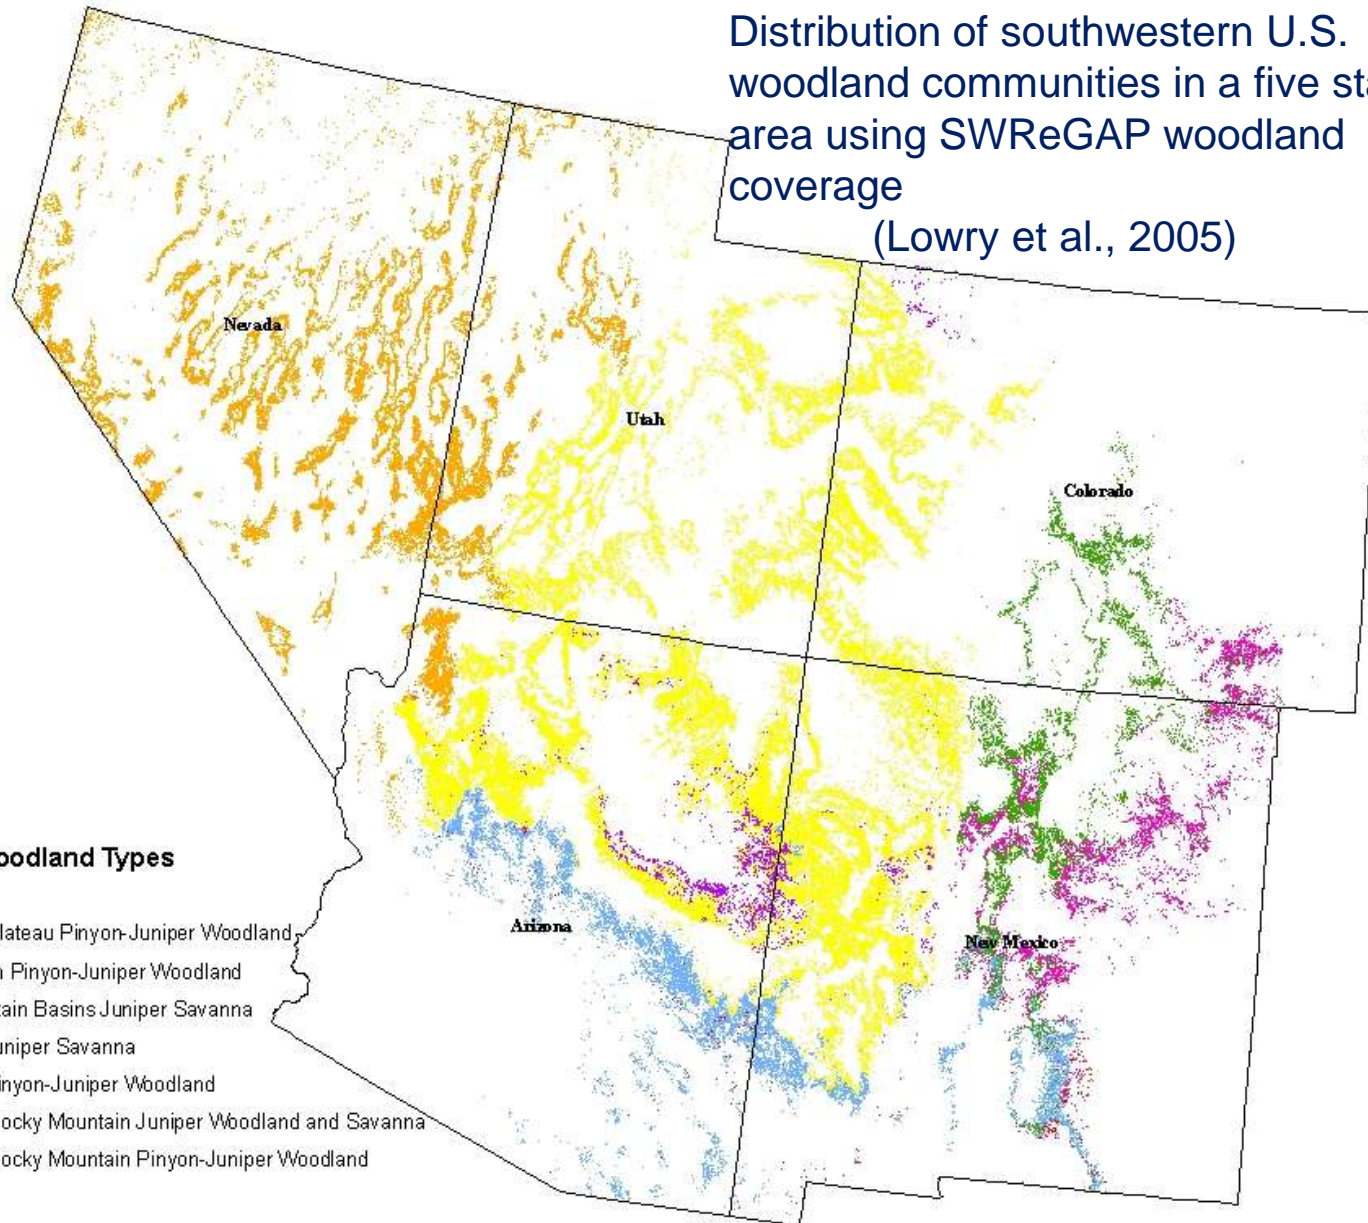 Distribution of southwestern U.S.
woodland communities in a five sta
area using SWReGAP woodland
coverage
(Lowry et al., 2005)
Nevada
Utah
Colorado
Arizona
New Mexico
oodland Types
lateau Pinyon-Juniper Woodland
Pinyon-Juniper Woodland
tain Basins Juniper Savanna
uniper Savanna
inyon-Juniper Woodland
ocky Mountain Juniper Woodland and Savanna
ocky Mountain Pinyon-Juniper Woodland